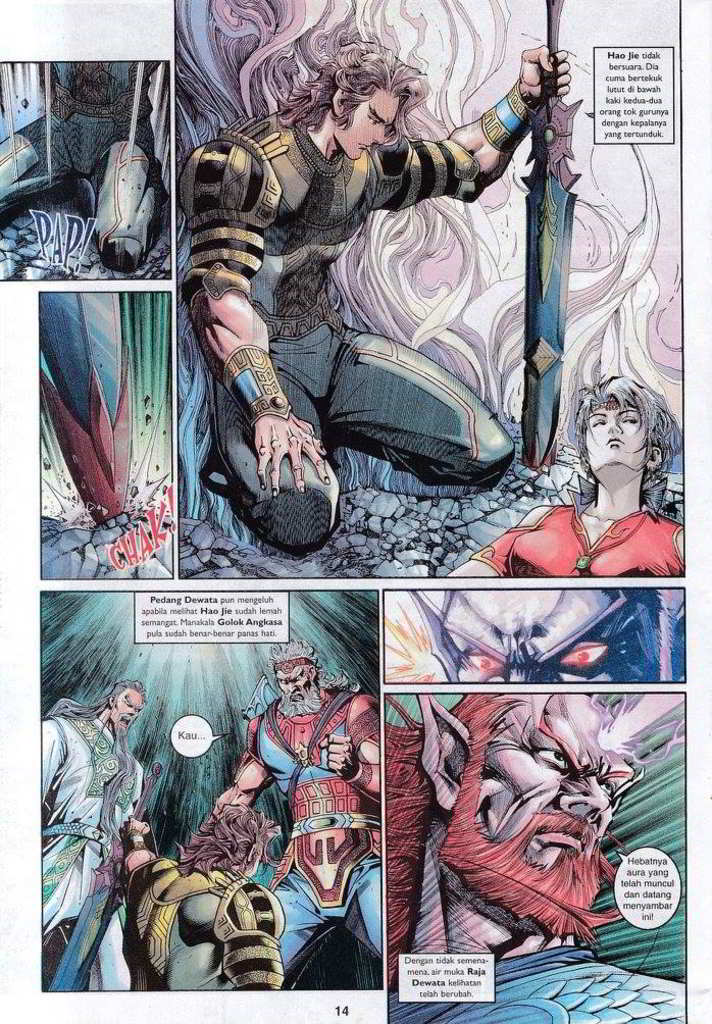 PAP!
Hao Jie tidak
bersuara. Dia
cuma bertekuk
lutut di bawah
kaki kedua-dua
orang tok gurunya
dengan kepalanya
yang tertunduk.
CHAK!
Pedang Dewata pun mengeluh
apabila melihat Hao Jie sudah lemah
semangat. Manakala Golok Angkasa
pula sudah benar-benar panas hati.
Kau...
Hebatnya
aura yang
telah muncul
dan datang
menyambar
ini!
Dengan tidak semena-
mena, air muka Raja
Dewata kelihatan
telah berubah.
14